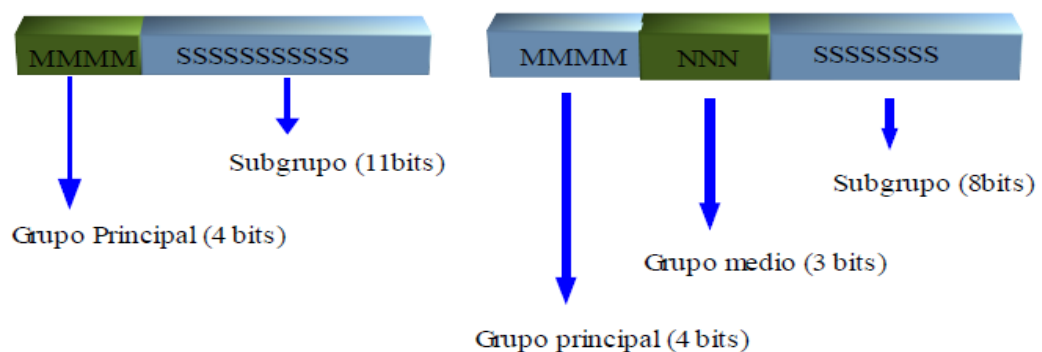 MMMM SSSSSSSSSSS
Subgrupo (11bits)
Grupo Principal (4 bits)
MMMM NNN SSSSSSSS
Subgrupo (8bits)
Grupo medio (3 bits)
Grupo principal (4 bits)